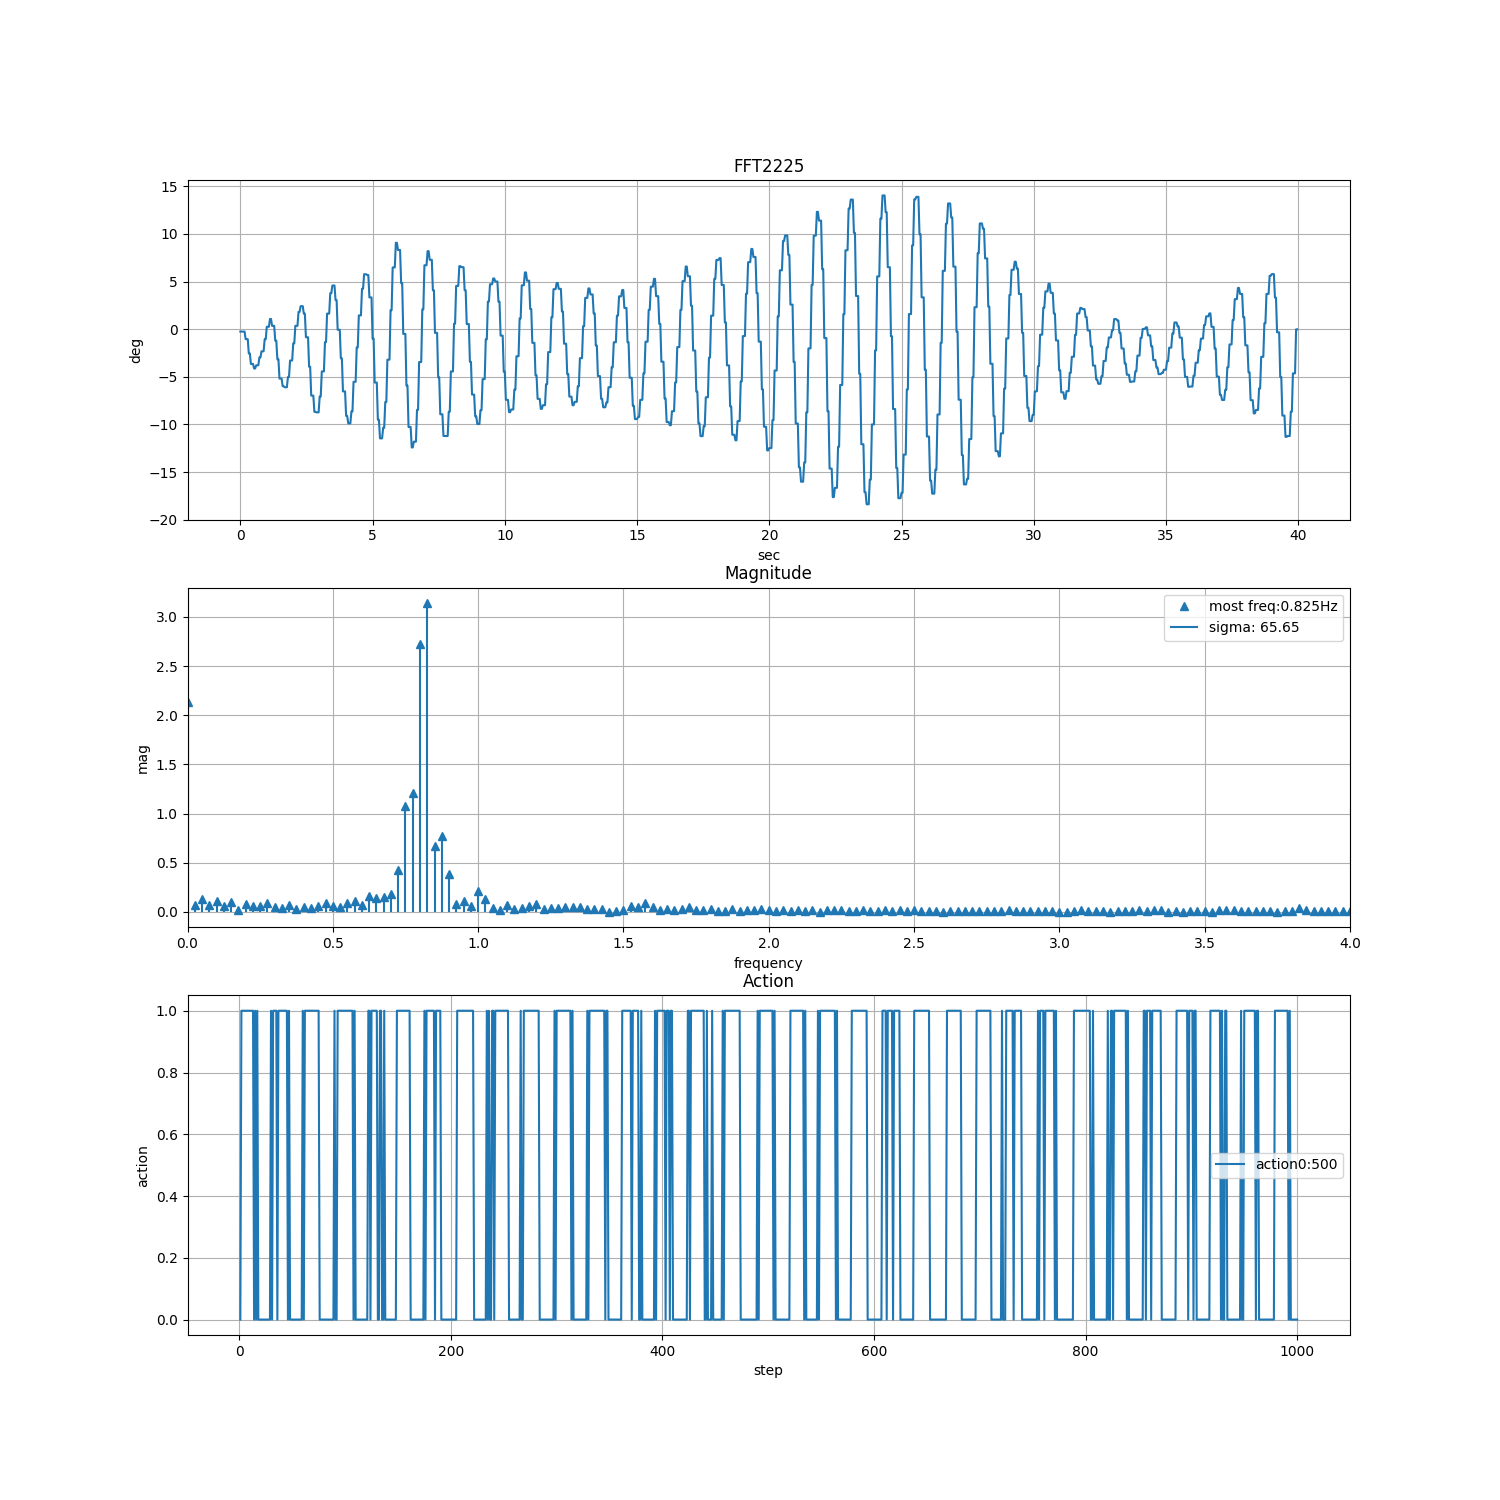 FFT2225
15
10
5
0
−5
−10
−15
−20
deg
0 5 10 15 20 25 30 35 40
sec
Magnitude
most freq:0.825Hz
sigma: 65.65
3.0
2.5
2.0
1.5
1.0
0.5
0.0
mag
0.0 0.5 1.0 1.5 2.0 2.5 3.0 3.5 4.0
frequency
Action
1.0
0.8
0.6
0.4
0.2
0.0
action
action0:500
0 200 400 600 800 1000
step